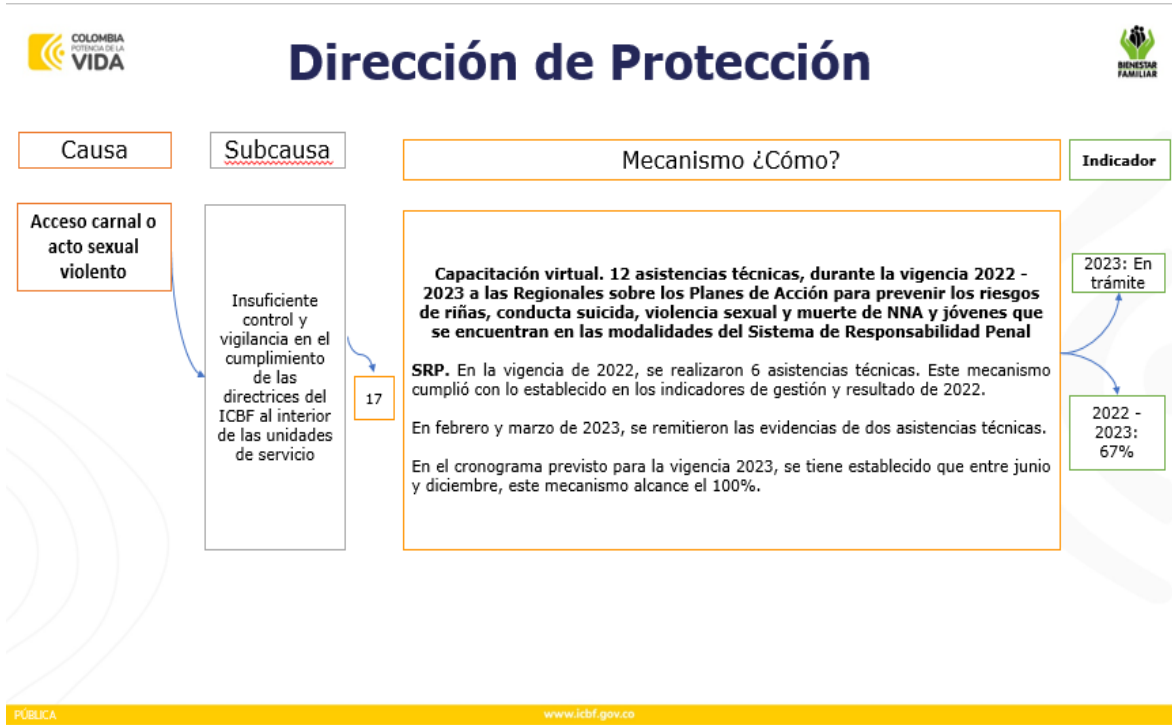 COLOMBIA
POTENCIA DE LA
VIDA
Dirección de Protección
BIENESTAR
FAMILIAR
Causa
Subcausa
Mecanismo ¿Cómo?
Indicador
Acceso carnal o
acto sexual
violento
Insuficiente
control y
vigilancia en el
cumplimiento
de las
directrices del
ICBF al interior
de las unidades
de servicio
17
Capacitación virtual. 12 asistencias técnicas, durante la vigencia 2022 -
2023 a las Regionales sobre los Planes de Acción para prevenir los riesgos
de riñas, conducta suicida, violencia sexual y muerte de NNA y jóvenes que
se encuentran en las modalidades del Sistema de Responsabilidad Penal
SRP. En la vigencia de 2022, se realizaron 6 asistencias técnicas. Este mecanismo
cumplió con lo establecido en los indicadores de gestión y resultado de 2022.
En febrero y marzo de 2023, se remitieron las evidencias de dos asistencias técnicas.
En el cronograma previsto para la vigencia 2023, se tiene establecido que entre junio
y diciembre, este mecanismo alcance el 100%.
2023: En
trámite
2022 -
2023:
67%
PÚBLICA
www.icbf.gov.co